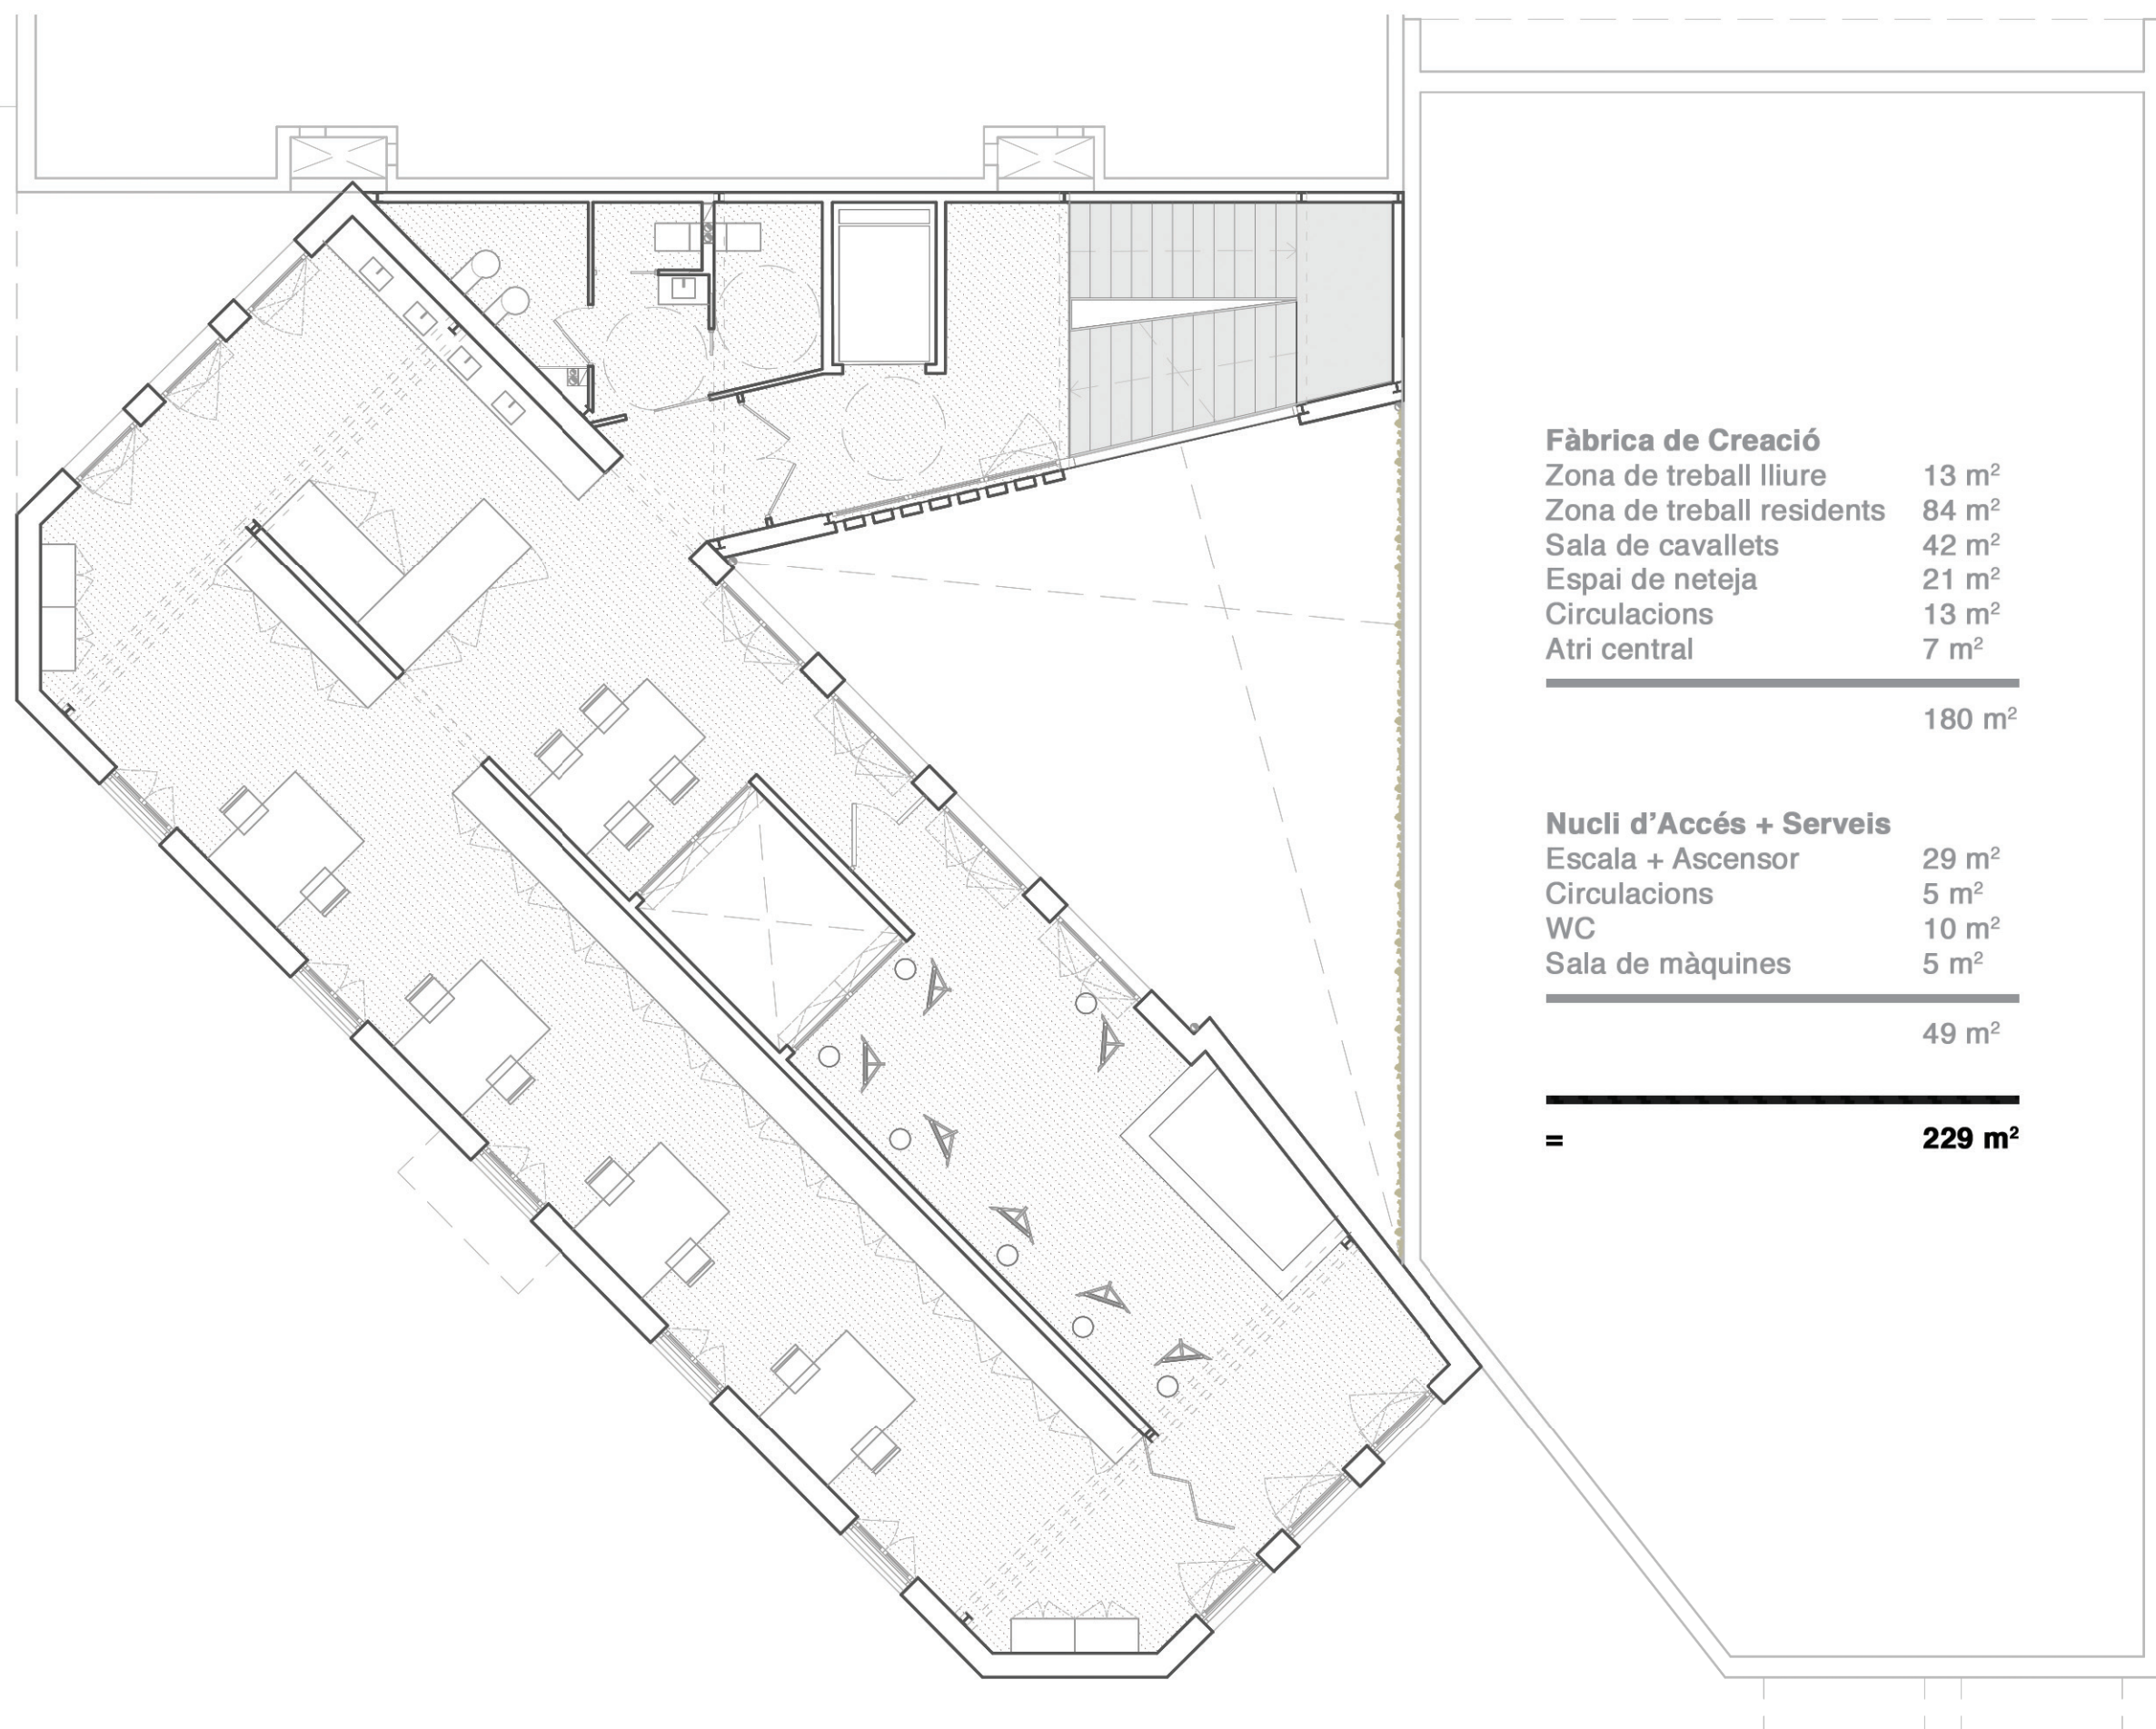 Fàbrica de Creació
Zona de treball lliure 13 m²
Zona de treball residents 84 m²
Sala de cavallets 42 m²
Espai de neteja 21 m²
Circulacions 13 m²
Atri central 7 m²
180 m²
Nucli d’Accés + Serveis
Escala + Ascensor 29 m²
Circulacions 5 m²
WC 10 m²
Sala de màquines 5 m²
49 m²
= 229 m²